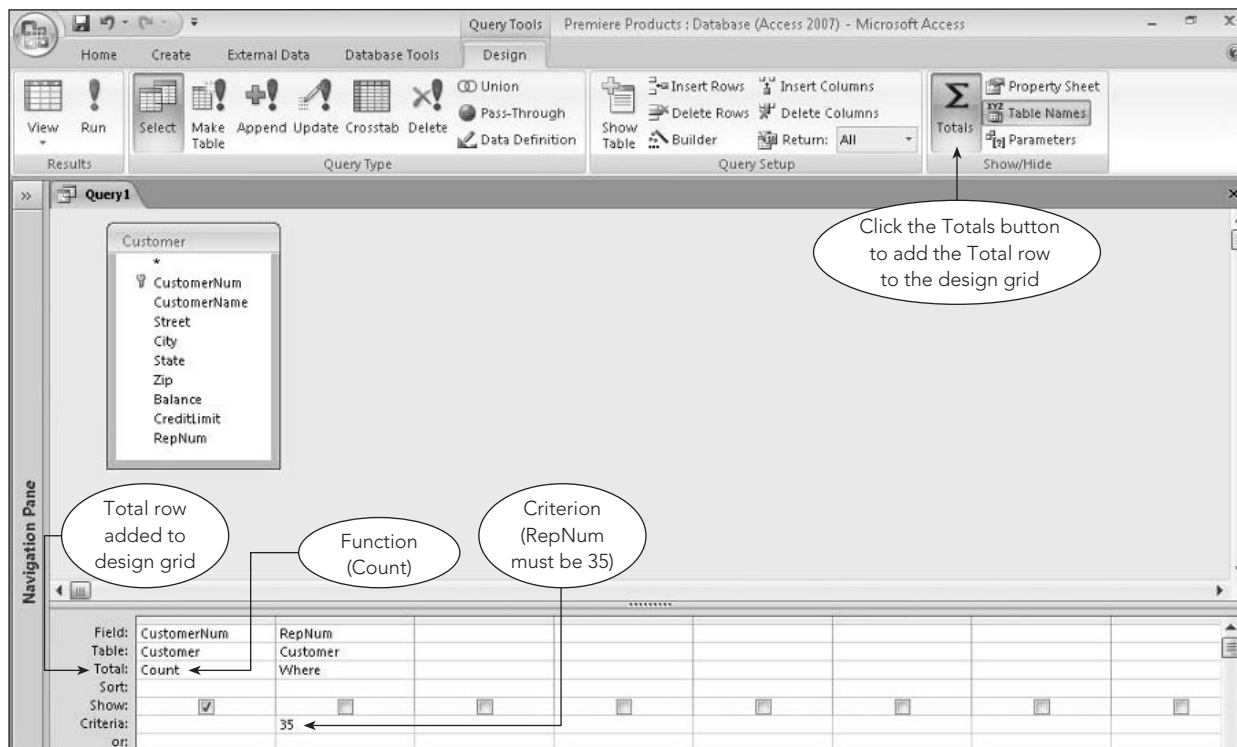 Query Tools
Premiere Products : Database (Access 2007) - Microsoft Access
Home Create External Data Database Tools Design
View
Run
Results
Select
Make Table
Append
Update
Crosstab
Delete
Union
Pass-Through
Data Definition
Query Type
Show Table
Insert Rows
Delete Rows
Builder
Insert Columns
Delete Columns
Return: All
Query Setup
Σ
Totals
Property Sheet
XYZ Table Names
[?] Parameters
Show/Hide
Query1
Click the Totals button
to add the Total row
to the design grid
Customer
*
CustomerNum
CustomerName
Street
City
State
Zip
Balance
CreditLimit
RepNum
Navigation Pane
Total row
added to
design grid
Function
(Count)
Criterion
(RepNum
must be 35)
Field: CustomerNum RepNum
Table: Customer Customer
Total: Count Where
Sort:
Show:
Criteria: 35
or: